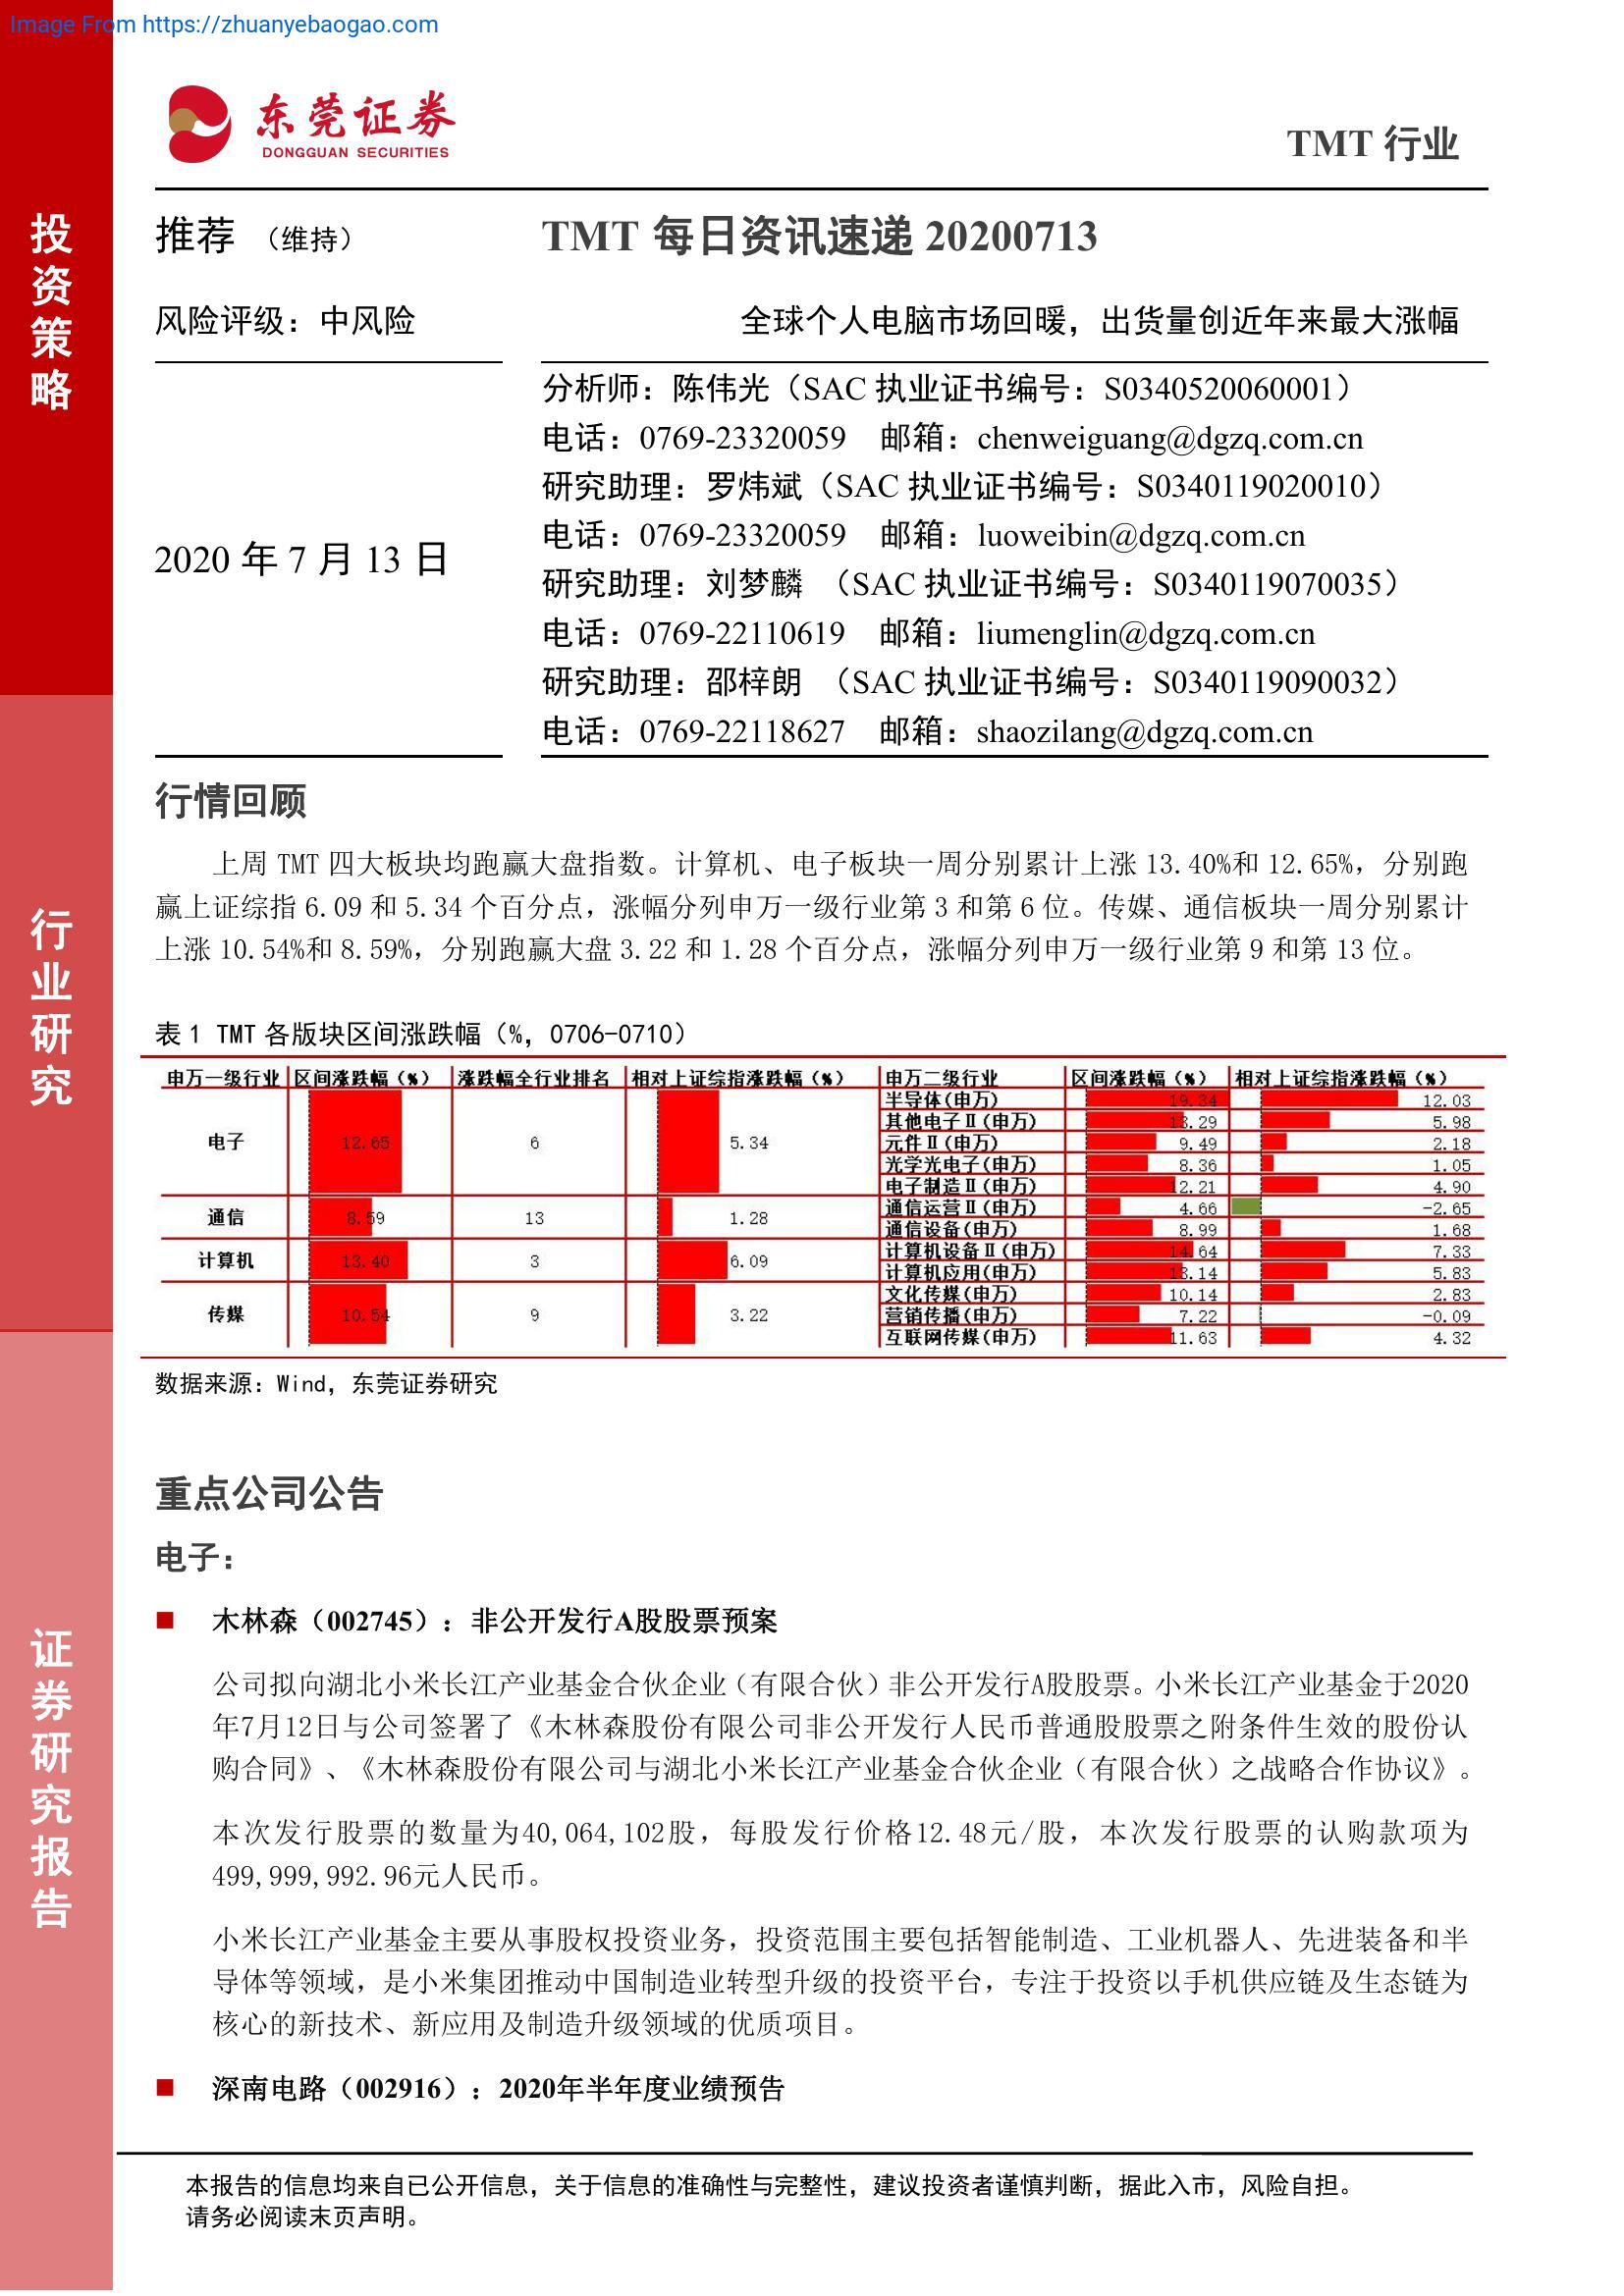 Image From https://zhuanyebaogao.com
东莞证券
DONGGUAN SECURITIES
TMT 行业
投资策略
行业研究
证券研究报告
推荐 （维持）
TMT 每日资讯速递 20200713
风险评级：中风险
全球个人电脑市场回暖，出货量创近年来最大涨幅
2020 年 7 月 13 日
分析师：陈伟光（SAC 执业证书编号：S0340520060001）
电话：0769-23320059 邮箱：chenweiguang@dgzq.com.cn
研究助理：罗炜斌（SAC 执业证书编号：S0340119020010）
电话：0769-23320059 邮箱：luoweibin@dgzq.com.cn
研究助理：刘梦麟 （SAC 执业证书编号：S0340119070035）
电话：0769-22110619 邮箱：liumenglin@dgzq.com.cn
研究助理：邵梓朗 （SAC 执业证书编号：S0340119090032）
电话：0769-22118627 邮箱：shaozilang@dgzq.com.cn
行情回顾
上周 TMT 四大板块均跑赢大盘指数。计算机、电子板块一周分别累计上涨 13.40%和 12.65%，分别跑
赢上证综指 6.09 和 5.34 个百分点，涨幅分列申万一级行业第 3 和第 6 位。传媒、通信板块一周分别累计
上涨 10.54%和 8.59%，分别跑赢大盘 3.22 和 1.28 个百分点，涨幅分列申万一级行业第 9 和第 13 位。
表 1 TMT 各版块区间涨跌幅（%，0706-0710）
申万一级行业 区间涨跌幅（%） 涨跌幅全行业排名 相对上证综指涨跌幅（%） 申万二级行业 区间涨跌幅（%） 相对上证综指涨跌幅（%）
电子 12.65 6 5.34
半导体(申万) 19.34 12.03
其他电子Ⅱ(申万) 13.29 5.98
元件Ⅱ(申万) 9.49 2.18
光学光电子(申万) 8.36 1.05
电子制造Ⅱ(申万) 12.21 4.90
通信 8.59 13 1.28
通信运营Ⅱ(申万) 4.66 -2.65
通信设备(申万) 8.99 1.68
计算机 13.40 3 6.09
计算机设备Ⅱ(申万) 14.64 7.33
计算机应用(申万) 13.14 5.83
传媒 10.54 9 3.22
文化传媒(申万) 10.14 2.83
营销传播(申万) 7.22 -0.09
互联网传媒(申万) 11.63 4.32
数据来源：Wind，东莞证券研究
重点公司公告
电子：
木林森（002745）：非公开发行A股股票预案
公司拟向湖北小米长江产业基金合伙企业（有限合伙）非公开发行A股股票。小米长江产业基金于2020
年7月12日与公司签署了《木林森股份有限公司非公开发行人民币普通股股票之附条件生效的股份认
购合同》、《木林森股份有限公司与湖北小米长江产业基金合伙企业（有限合伙）之战略合作协议》。
本次发行股票的数量为40,064,102股，每股发行价格12.48元/股，本次发行股票的认购款项为
499,999,992.96元人民币。
小米长江产业基金主要从事股权投资业务，投资范围主要包括智能制造、工业机器人、先进装备和半
导体等领域，是小米集团推动中国制造业转型升级的投资平台，专注于投资以手机供应链及生态链为
核心的新技术、新应用及制造升级领域的优质项目。
深南电路（002916）：2020年半年度业绩预告
本报告的信息均来自已公开信息，关于信息的准确性与完整性，建议投资者谨慎判断，据此入市，风险自担。
请务必阅读末页声明。